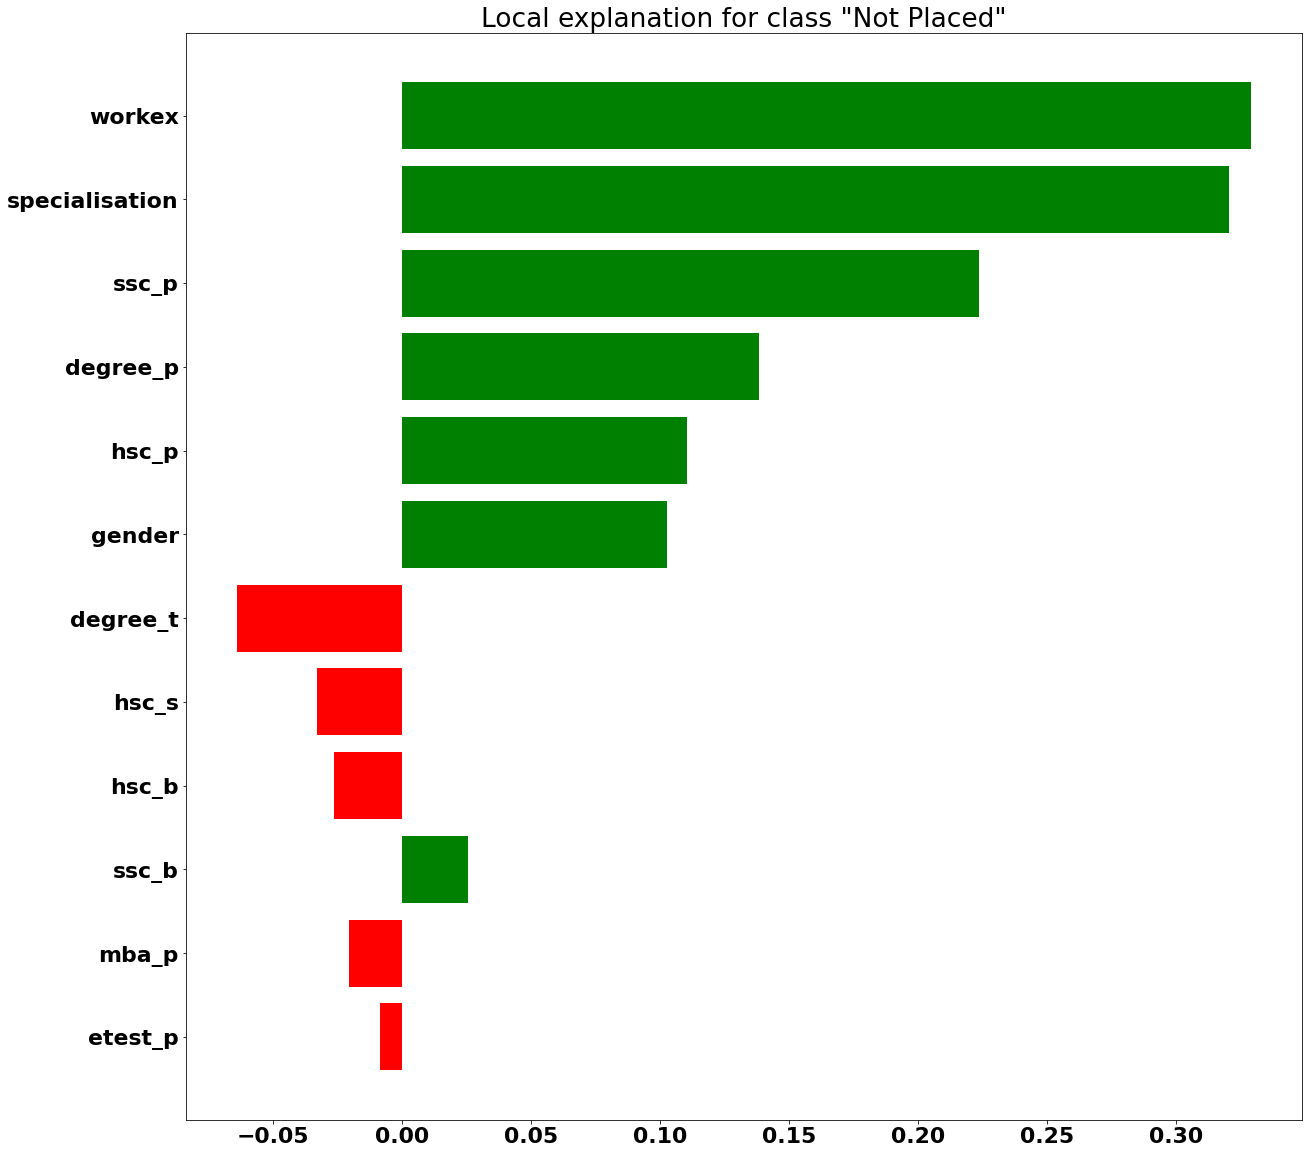 Local explanation for class "Not Placed"
workex
specialisation
ssc_p
degree_p
hsc_p
gender
degree_t
hsc_s
hsc_b
ssc_b
mba_p
etest_p
−0.05 0.00 0.05 0.10 0.15 0.20 0.25 0.30